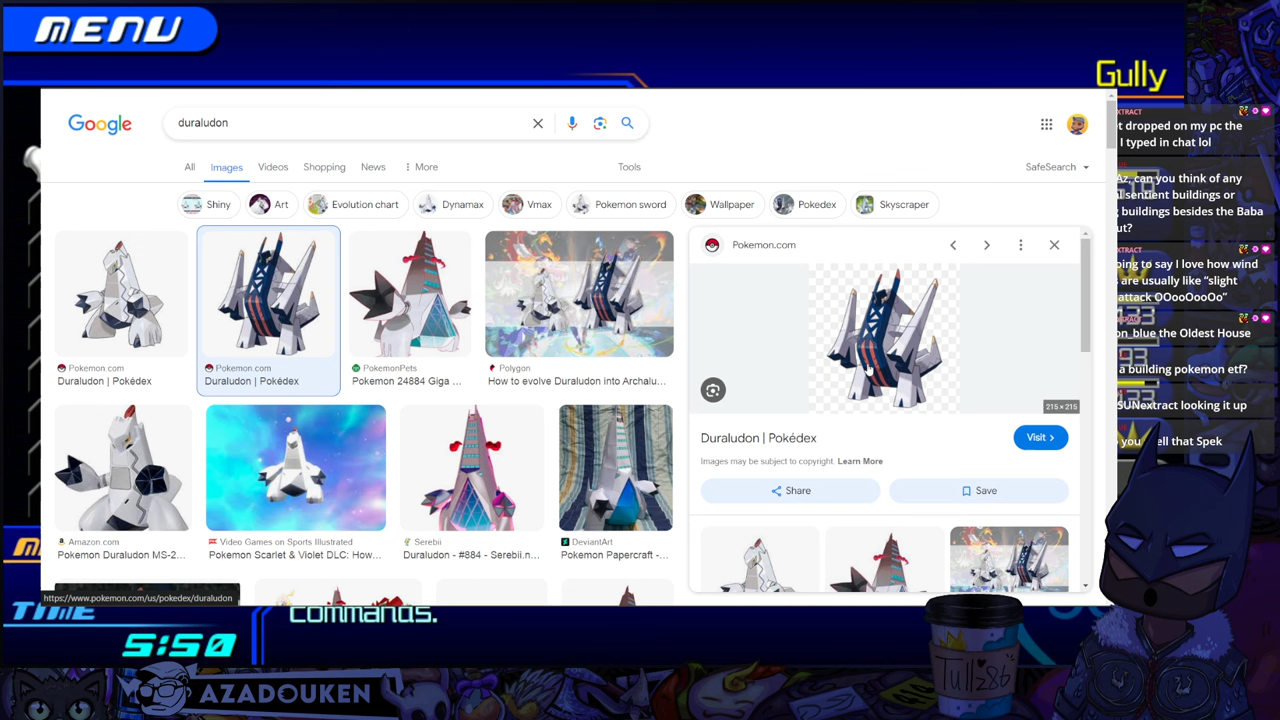 MENU
Gully
Google
duraludon
All
Images
Videos
Shopping
News
More
Tools
SafeSearch
Shiny
Art
Evolution chart
Dynamax
Vmax
Pokemon sword
Wallpaper
Pokedex
Skyscraper
Pokemon.com
Duraludon | Pokédex
Pokemon.com
Duraludon | Pokédex
PokemonPets
Pokemon 24884 Giga ...
Polygon
How to evolve Duraludon into Archalu...
Amazon.com
Pokemon Duraludon MS-2...
Video Games on Sports Illustrated
Pokemon Scarlet & Violet DLC: How...
Serebii
Duraludon - #884 - Serebii.n...
DeviantArt
Pokemon Papercraft -...
https://www.pokemon.com/us/pokedex/duraludon
Pokemon.com
215×215
Duraludon | Pokédex
Visit
Images may be subject to copyright. Learn More
Share
Save
XTRACT
t dropped on my pc the
I typed in chat lol
Az, can you think of any
sentient buildings or
buildings besides the Baba
ut?
XTRACT
oing to say I love how wind
are usually like “slight
attack OOooOooOo”
on_blue the Oldest House
a building pokemon etf?
SUNextract looking it up
ell that Spek
TIME
5:50
commands.
AZADOUKEN
Tullz86